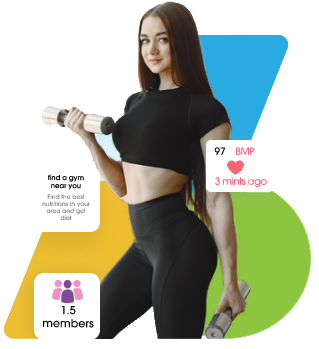 97 BMP
3 mints ago
find a gym
near you
Find the best
nutritions in your
area and get
diet
1.5
members